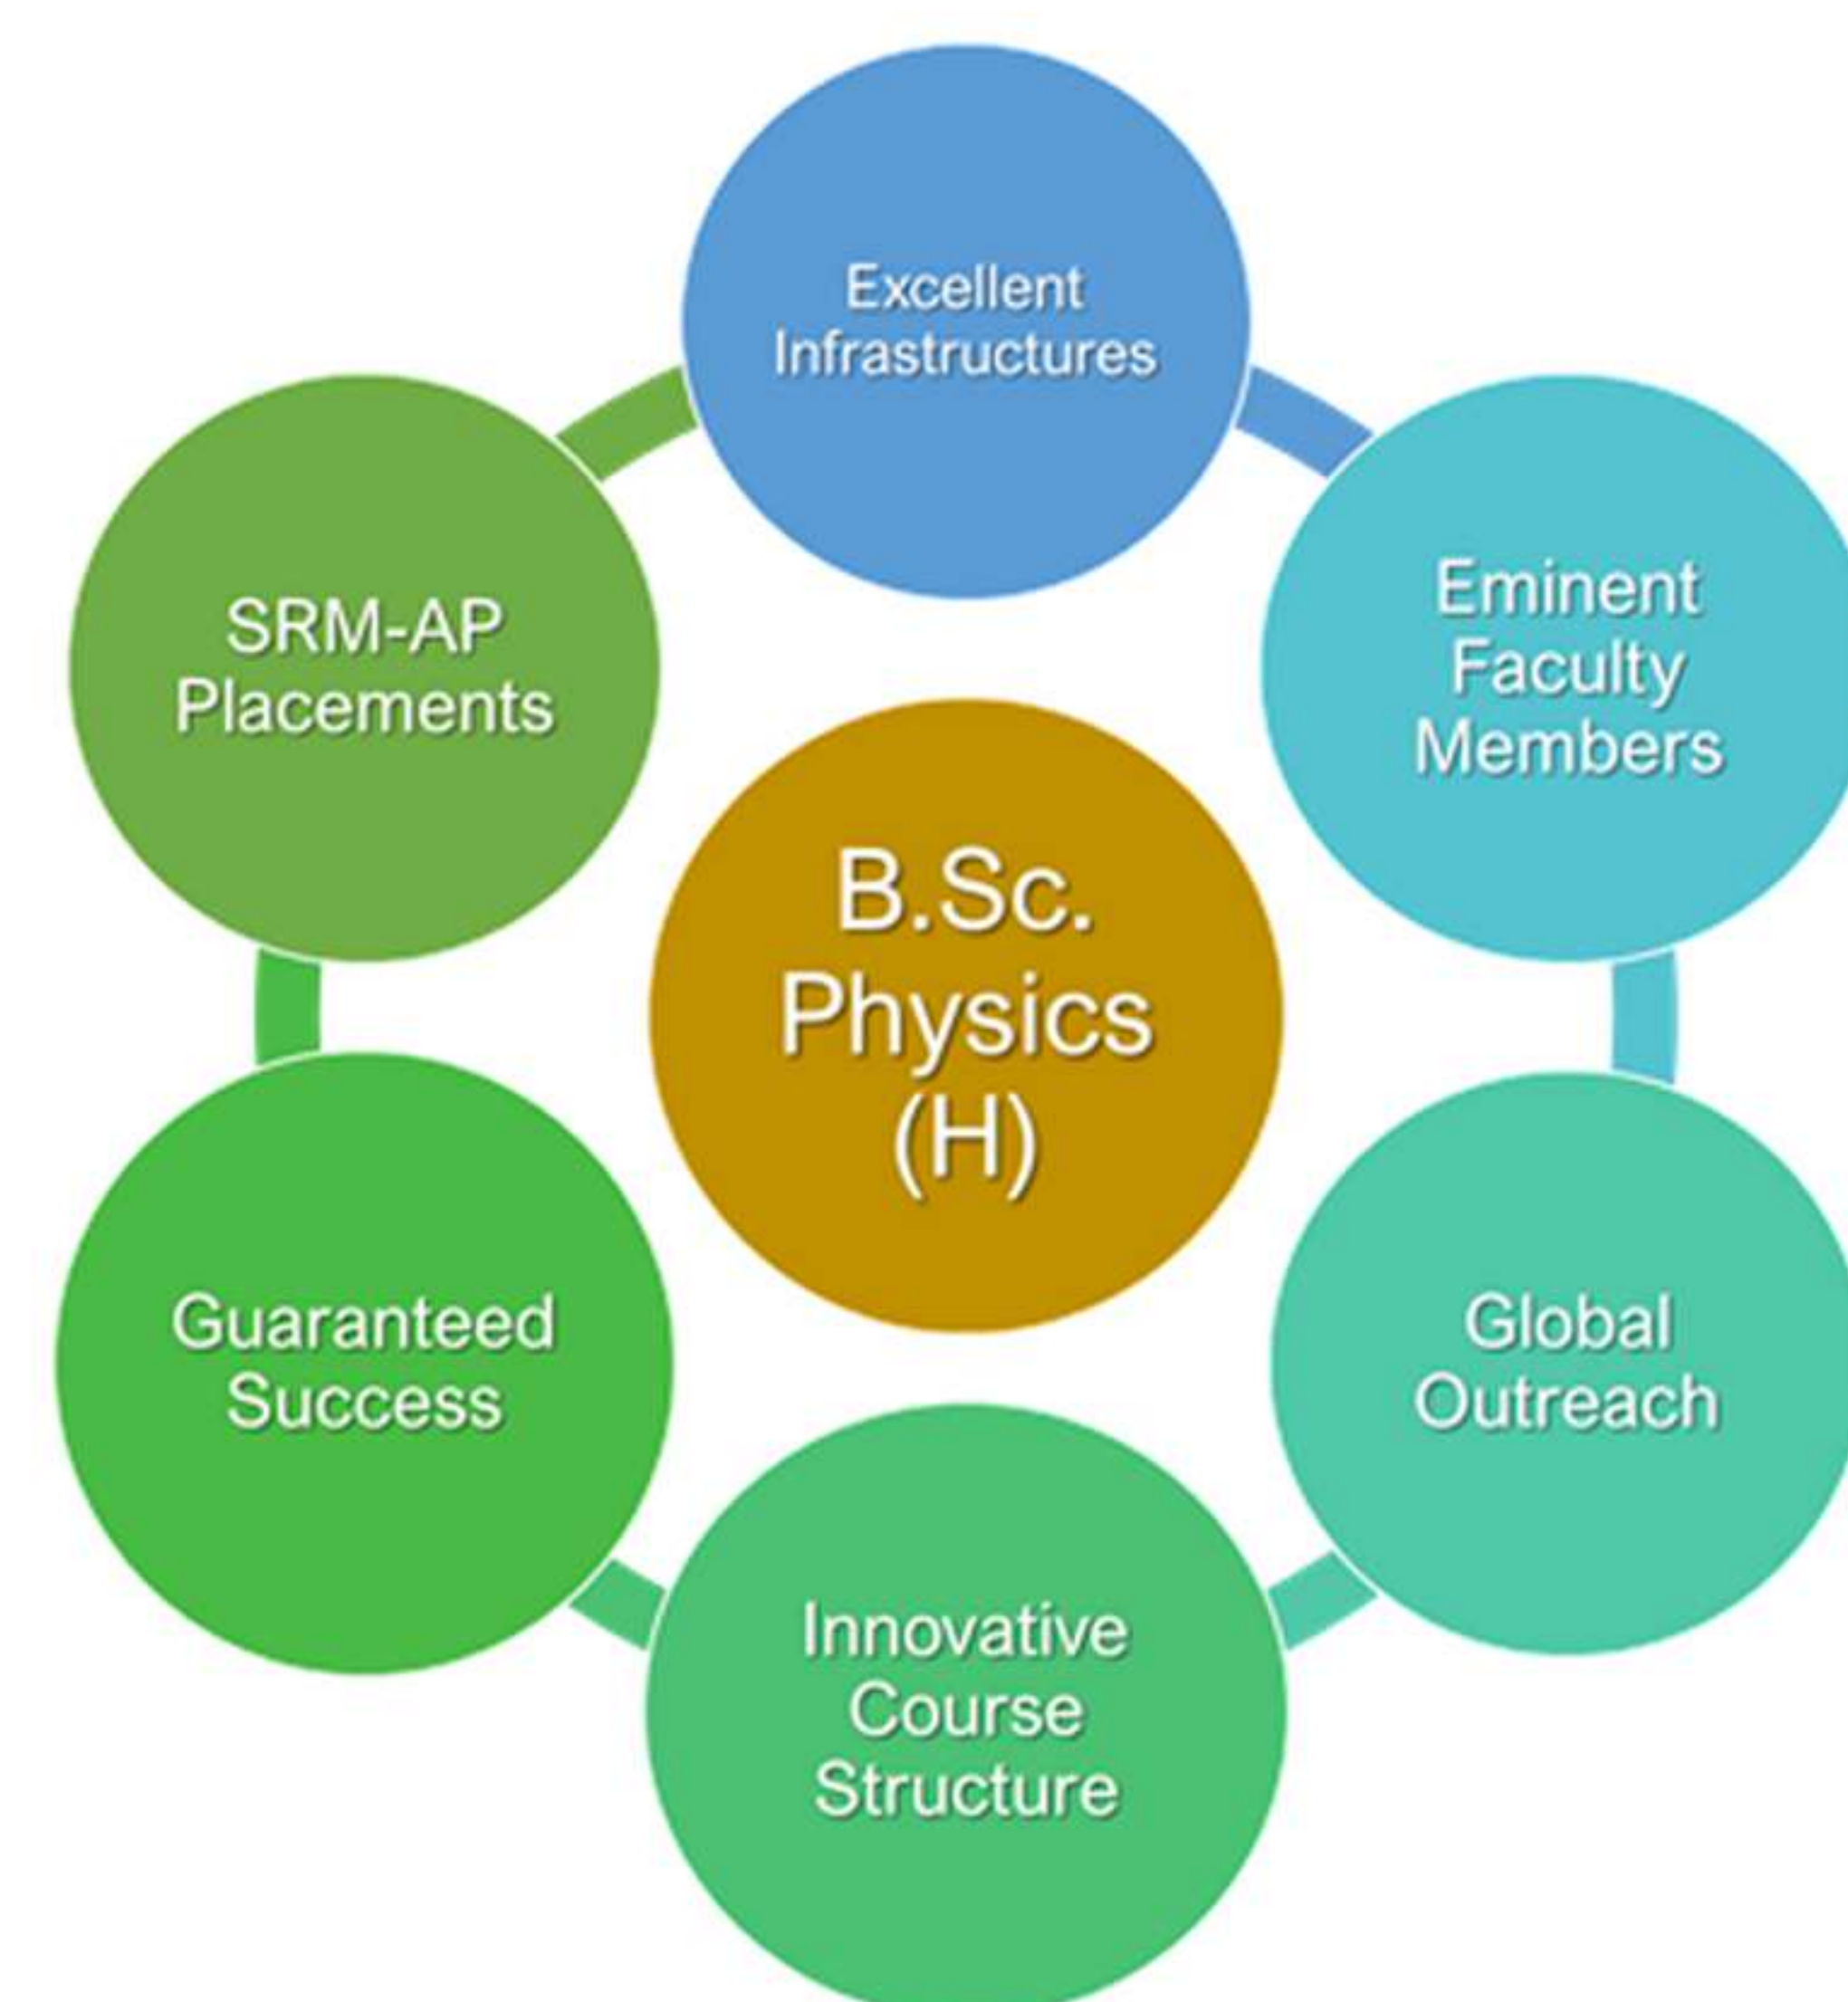 Excellent
Infrastructures
Eminent
Faculty
Members
Global
Outreach
Innovative
Course
Structure
Guaranteed
Success
SRM-AP
Placements
B.Sc.
Physics
(H)